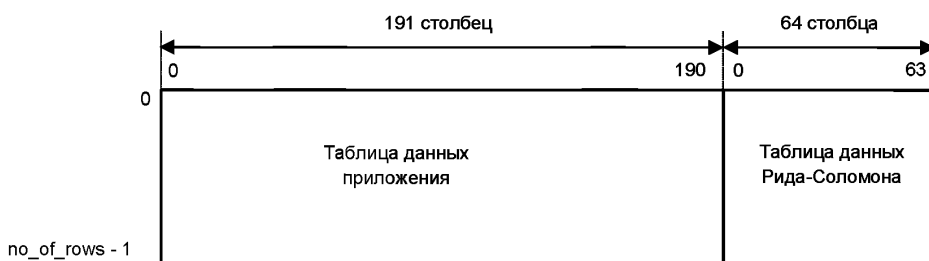 191 столбец 64 столбца
0 190 0 63
0
Таблица данных
приложения
Таблица данных
Рида-Соломона
no_of_rows - 1